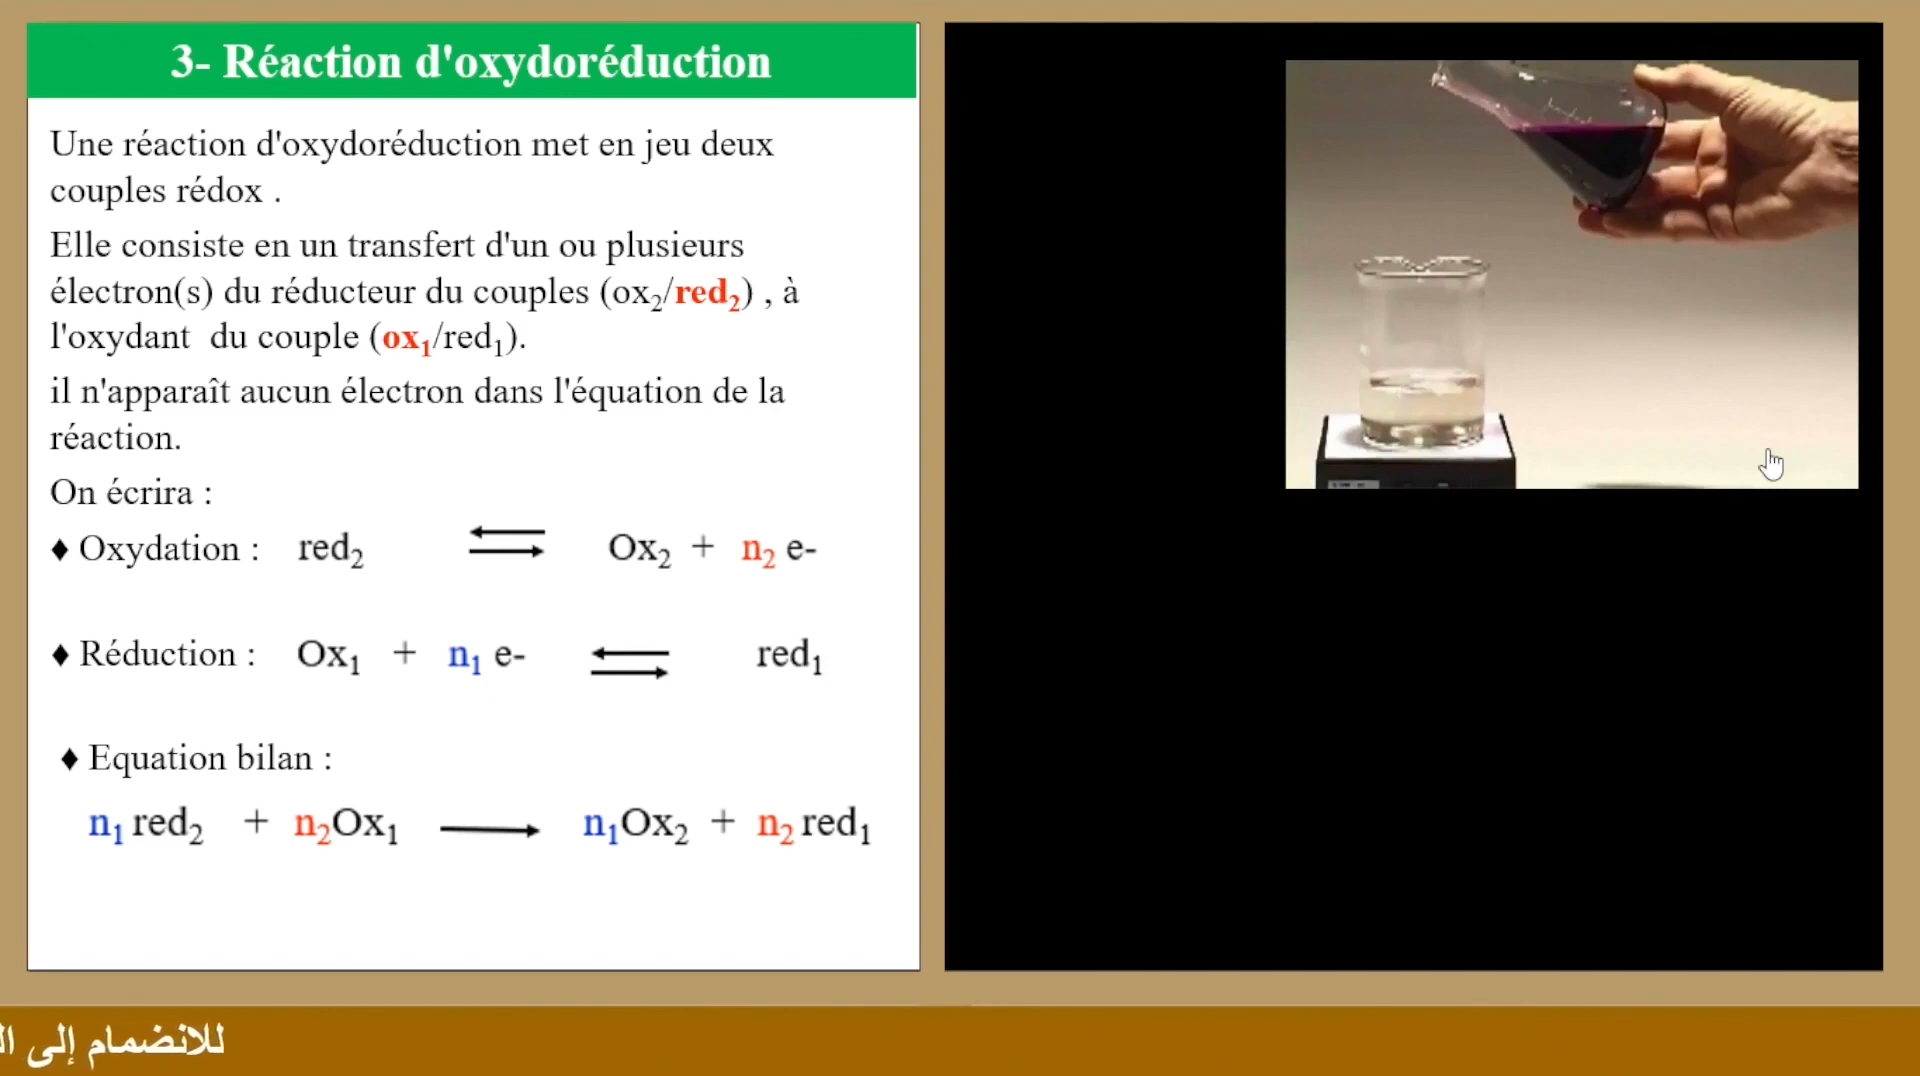 3- Réaction d'oxydoréduction
Une réaction d'oxydoréduction met en jeu deux
couples rédox .
Elle consiste en un transfert d'un ou plusieurs
électron(s) du réducteur du couples (ox₂/red₂) , à
l'oxydant du couple (ox₁/red₁).
il n'apparaît aucun électron dans l'équation de la
réaction.
On écrira :
♦ Oxydation : red₂ ⇄ Ox₂ + n₂ e-
♦ Réduction : Ox₁ + n₁ e- ⇄ red₁
♦ Equation bilan :
n₁ red₂ + n₂Ox₁ → n₁Ox₂ + n₂ red₁
للانضمام إلى